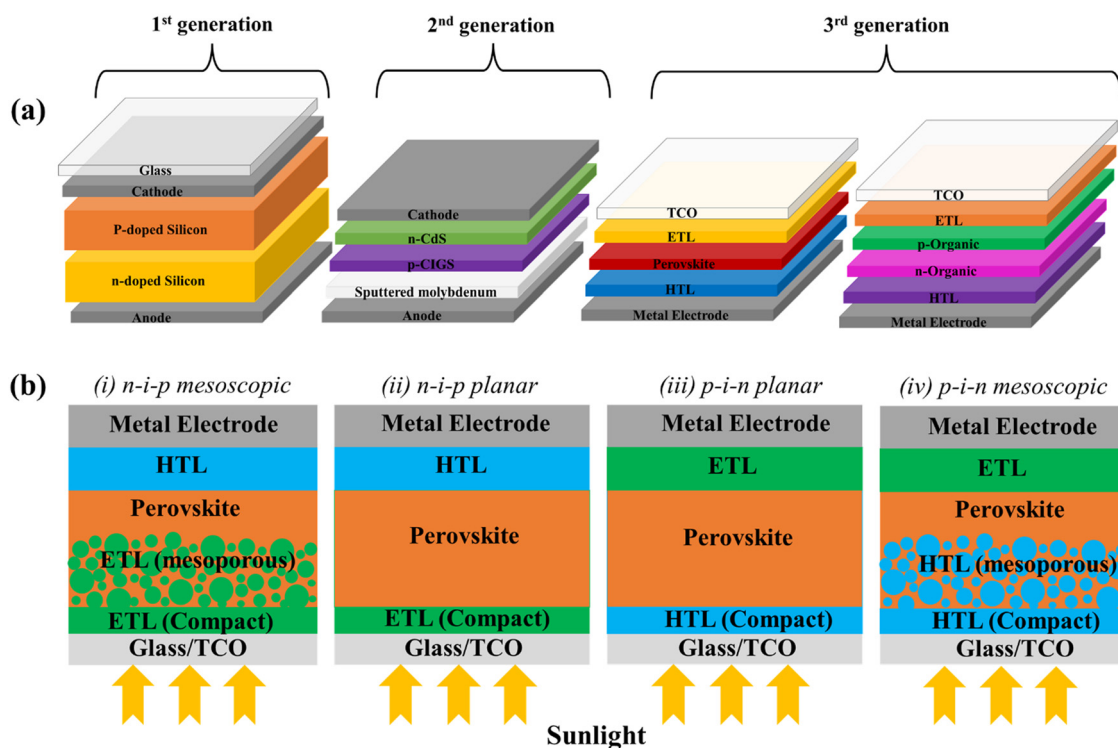 1st generation
2nd generation
3rd generation
(a)
Glass
Cathode
P-doped Silicon
n-doped Silicon
Anode
Cathode
n-CdS
p-CIGS
Sputtered molybdenum
Anode
TCO
ETL
Perovskite
HTL
Metal Electrode
TCO
ETL
p-Organic
n-Organic
HTL
Metal Electrode
(b)
(i) n-i-p mesoscopic
Metal Electrode
HTL
Perovskite
ETL (mesoporous)
ETL (Compact)
Glass/TCO
(ii) n-i-p planar
Metal Electrode
HTL
Perovskite
ETL (Compact)
Glass/TCO
(iii) p-i-n planar
Metal Electrode
ETL
Perovskite
HTL (Compact)
Glass/TCO
(iv) p-i-n mesoscopic
Metal Electrode
ETL
Perovskite
HTL (mesoporous)
HTL (Compact)
Glass/TCO
Sunlight